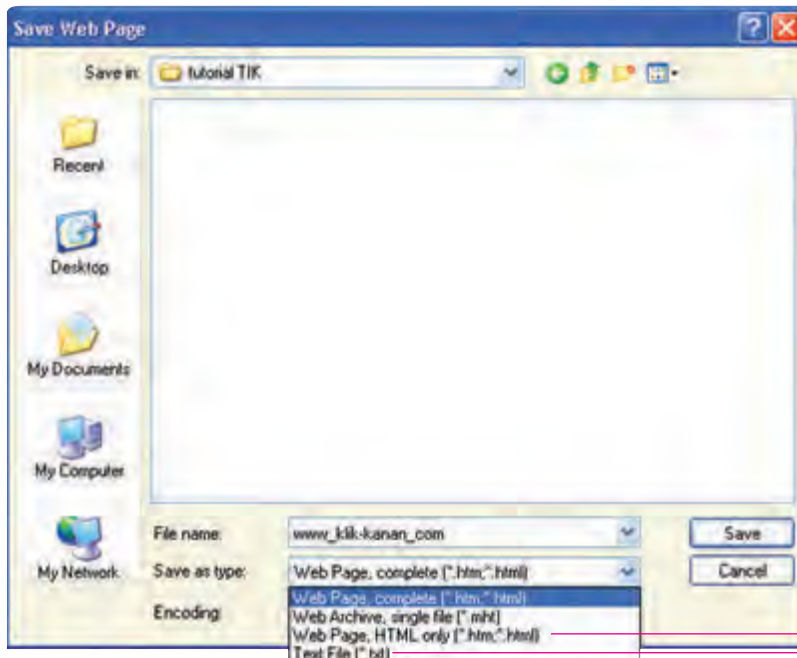 Save Web Page
Save in: tutorial TIK
Recent
Desktop
My Documents
My Computer
My Network
File name: www_klik-kanan_com Save
Save as type: Web Page, complete (*.htm;*.html) Cancel
Encoding
Web Page, complete (*.htm;*.html)
Web Archive, single file (*.mht)
Web Page, HTML only (*.htm;*.html)
Text File (*.txt)